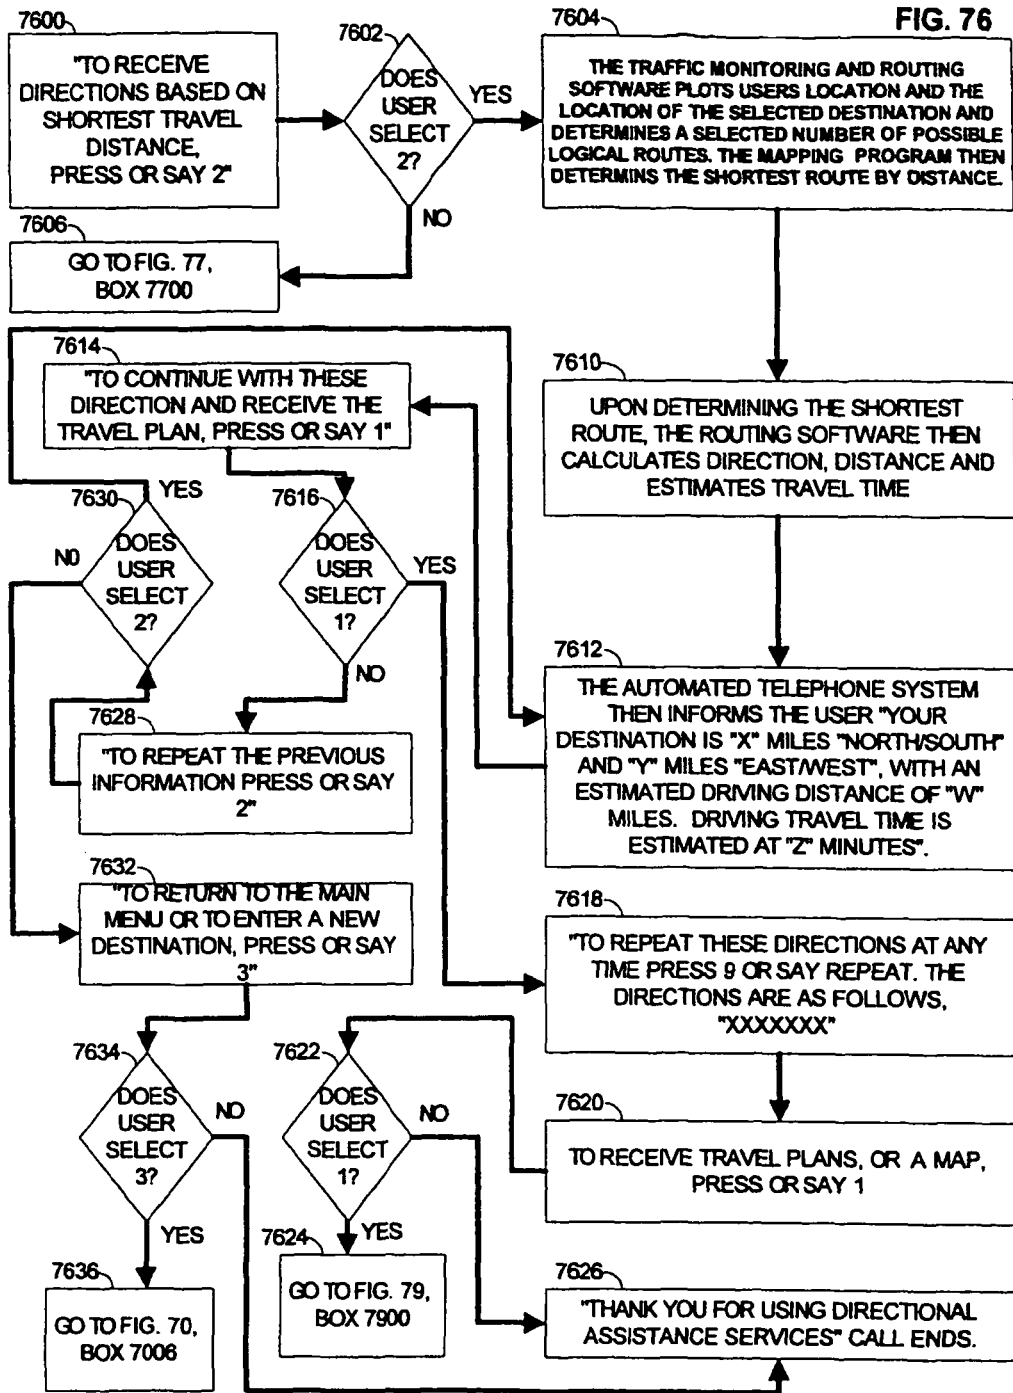 FIG. 76
7600
"TO RECEIVE
DIRECTIONS BASED ON
SHORTEST TRAVEL
DISTANCE,
PRESS OR SAY 2"
7602
DOES
USER
SELECT
2?
YES
NO
7604
THE TRAFFIC MONITORING AND ROUTING
SOFTWARE PLOTS USERS LOCATION AND THE
LOCATION OF THE SELECTED DESTINATION AND
DETERMINES A SELECTED NUMBER OF POSSIBLE
LOGICAL ROUTES. THE MAPPING PROGRAM THEN
DETERMINS THE SHORTEST ROUTE BY DISTANCE.
7606
GO TO FIG. 77,
BOX 7700
7610
UPON DETERMINING THE SHORTEST
ROUTE, THE ROUTING SOFTWARE THEN
CALCULATES DIRECTION, DISTANCE AND
ESTIMATES TRAVEL TIME
7612
THE AUTOMATED TELEPHONE SYSTEM
THEN INFORMS THE USER "YOUR
DESTINATION IS "X" MILES "NORTH/SOUTH"
AND "Y" MILES "EAST/WEST", WITH AN
ESTIMATED DRIVING DISTANCE OF "W"
MILES. DRIVING TRAVEL TIME IS
ESTIMATED AT "Z" MINUTES".
7614
"TO CONTINUE WITH THESE
DIRECTION AND RECEIVE THE
TRAVEL PLAN, PRESS OR SAY 1"
7616
DOES
USER
SELECT
1?
YES
NO
7618
"TO REPEAT THESE DIRECTIONS AT ANY
TIME PRESS 9 OR SAY REPEAT. THE
DIRECTIONS ARE AS FOLLOWS,
"XXXXXXX"
7620
TO RECEIVE TRAVEL PLANS, OR A MAP,
PRESS OR SAY 1
7622
DOES
USER
SELECT
1?
NO
YES
7624
GO TO FIG. 79,
BOX 7900
7626
"THANK YOU FOR USING DIRECTIONAL
ASSISTANCE SERVICES" CALL ENDS.
7628
"TO REPEAT THE PREVIOUS
INFORMATION PRESS OR SAY
2"
7630
DOES
USER
SELECT
2?
YES
NO
7632
"TO RETURN TO THE MAIN
MENU OR TO ENTER A NEW
DESTINATION, PRESS OR SAY
3"
7634
DOES
USER
SELECT
3?
NO
YES
7636
GO TO FIG. 70,
BOX 7006